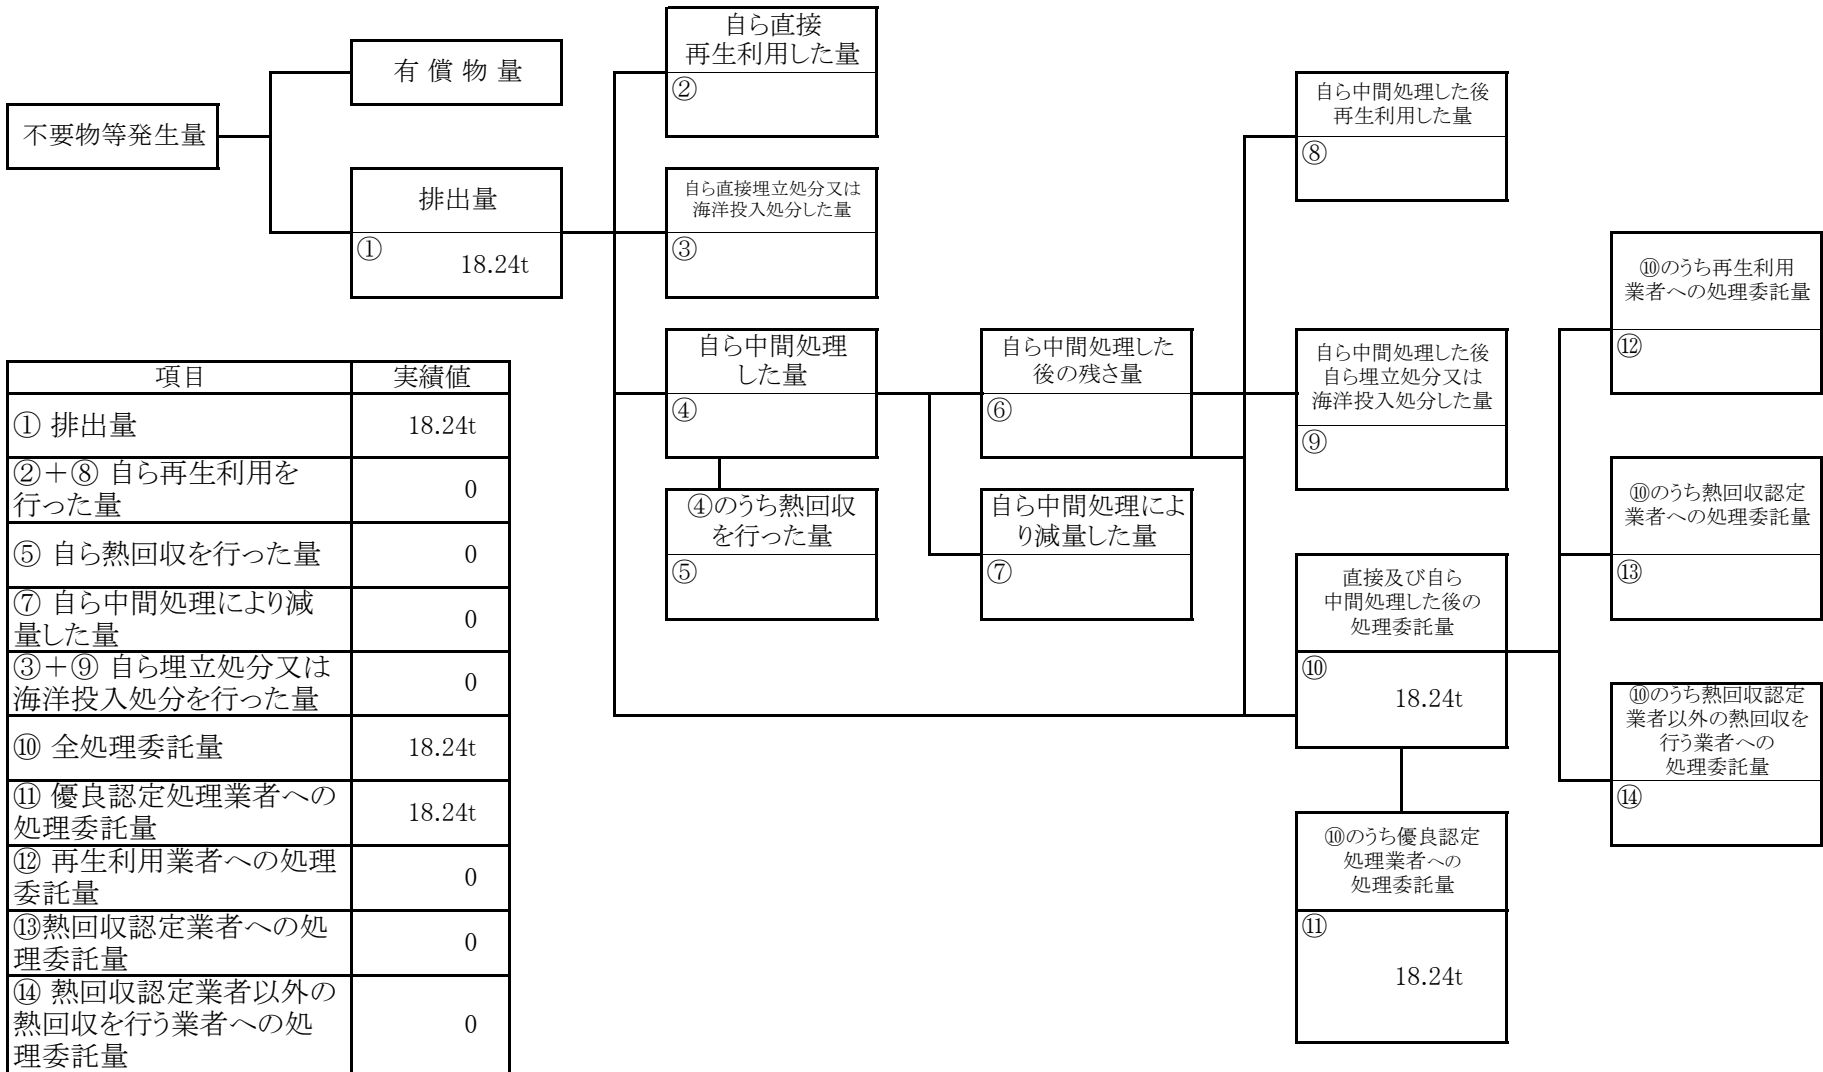 不要物等発生量
有償物量
排出量
①
18.24t
自ら直接
再生利用した量
②
自ら直接埋立処分又は
海洋投入処分した量
③
自ら中間処理
した量
④
④のうち熱回収
を行った量
⑤
自ら中間処理した
後の残さ量
⑥
自ら中間処理によ
り減量した量
⑦
自ら中間処理した後
再生利用した量
⑧
自ら中間処理した後
自ら埋立処分又は
海洋投入処分した量
⑨
直接及び自ら
中間処理した後の
処理委託量
⑩
18.24t
⑩のうち優良認定
処理業者への
処理委託量
⑪
18.24t
⑩のうち再生利用
業者への処理委託量
⑫
⑩のうち熱回収認定
業者への処理委託量
⑬
⑩のうち熱回収認定
業者以外の熱回収を
行う業者への
処理委託量
⑭
項目 実績値
① 排出量 18.24t
②＋⑧ 自ら再生利用を
行った量 0
⑤ 自ら熱回収を行った量 0
⑦ 自ら中間処理により減
量した量 0
③＋⑨ 自ら埋立処分又は
海洋投入処分を行った量 0
⑩ 全処理委託量 18.24t
⑪ 優良認定処理業者への
処理委託量 18.24t
⑫ 再生利用業者への処理
委託量 0
⑬熱回収認定業者への処
理委託量 0
⑭ 熱回収認定業者以外の
熱回収を行う業者への処
理委託量 0